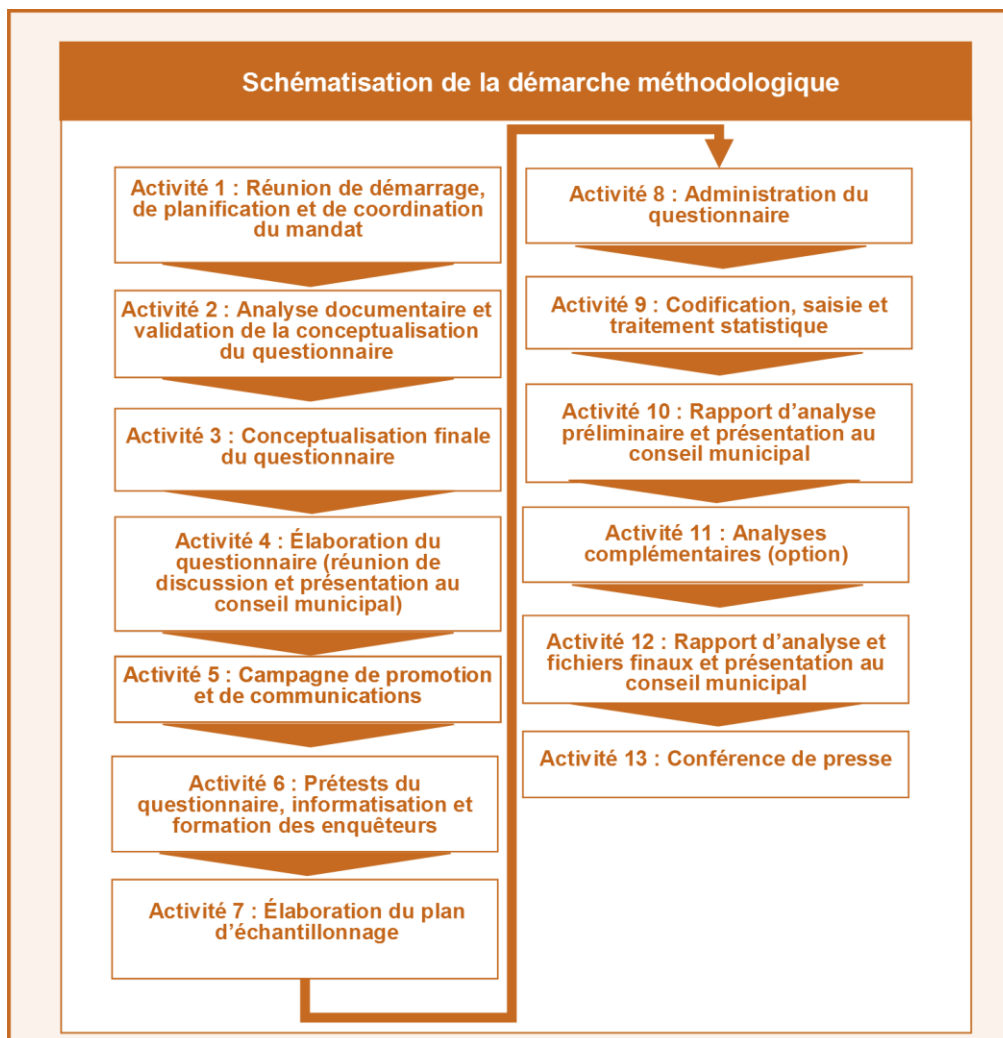 Schématisation de la démarche méthodologique
Activité 1 : Réunion de démarrage,
de planification et de coordination
du mandat
Activité 2 : Analyse documentaire et
validation de la conceptualisation
du questionnaire
Activité 3 : Conceptualisation finale
du questionnaire
Activité 4 : Élaboration du
questionnaire (réunion de
discussion et présentation au
conseil municipal)
Activité 5 : Campagne de promotion
et de communications
Activité 6 : Prétests du
questionnaire, informatisation et
formation des enquêteurs
Activité 7 : Élaboration du plan
d’échantillonnage
Activité 8 : Administration du
questionnaire
Activité 9 : Codification, saisie et
traitement statistique
Activité 10 : Rapport d’analyse
préliminaire et présentation au
conseil municipal
Activité 11 : Analyses
complémentaires (option)
Activité 12 : Rapport d’analyse et
fichiers finaux et présentation au
conseil municipal
Activité 13 : Conférence de presse